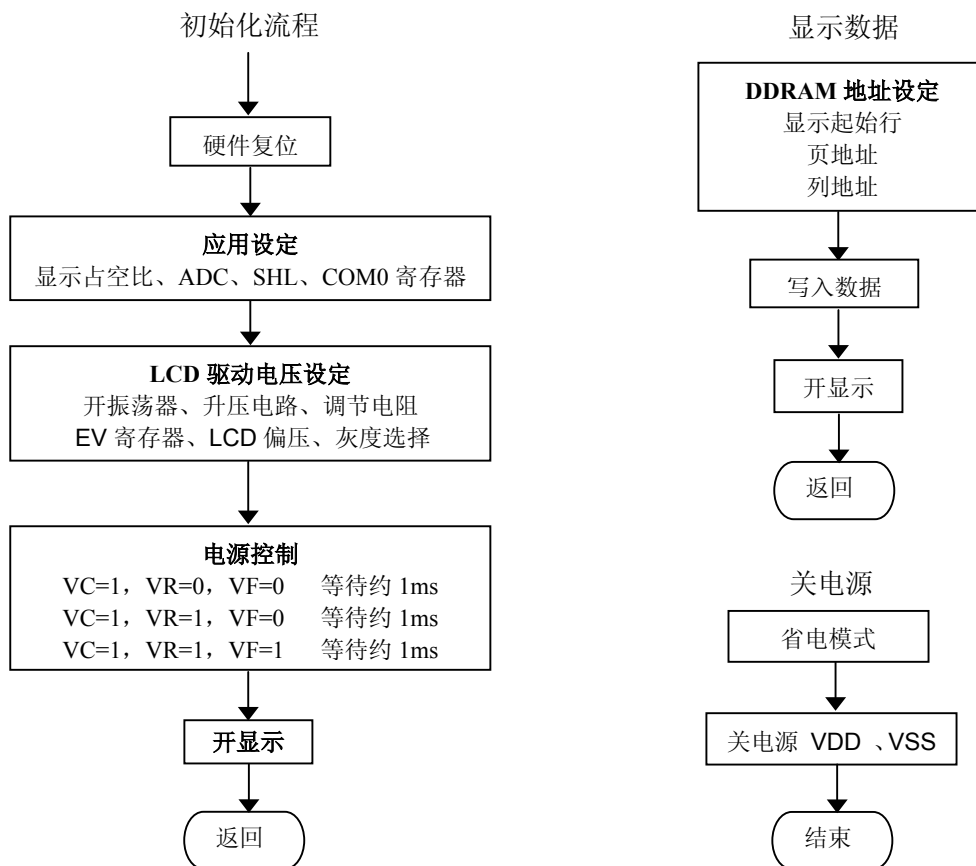 初始化流程
硬件复位
应用设定
显示占空比、ADC、SHL、COM0 寄存器
LCD 驱动电压设定
开振荡器、升压电路、调节电阻
EV 寄存器、LCD 偏压、灰度选择
电源控制
VC=1，VR=0，VF=0 等待约 1ms
VC=1，VR=1，VF=0 等待约 1ms
VC=1，VR=1，VF=1 等待约 1ms
开显示
返回
显示数据
DDRAM 地址设定
显示起始行
页地址
列地址
写入数据
开显示
返回
关电源
省电模式
关电源 VDD 、VSS
结束